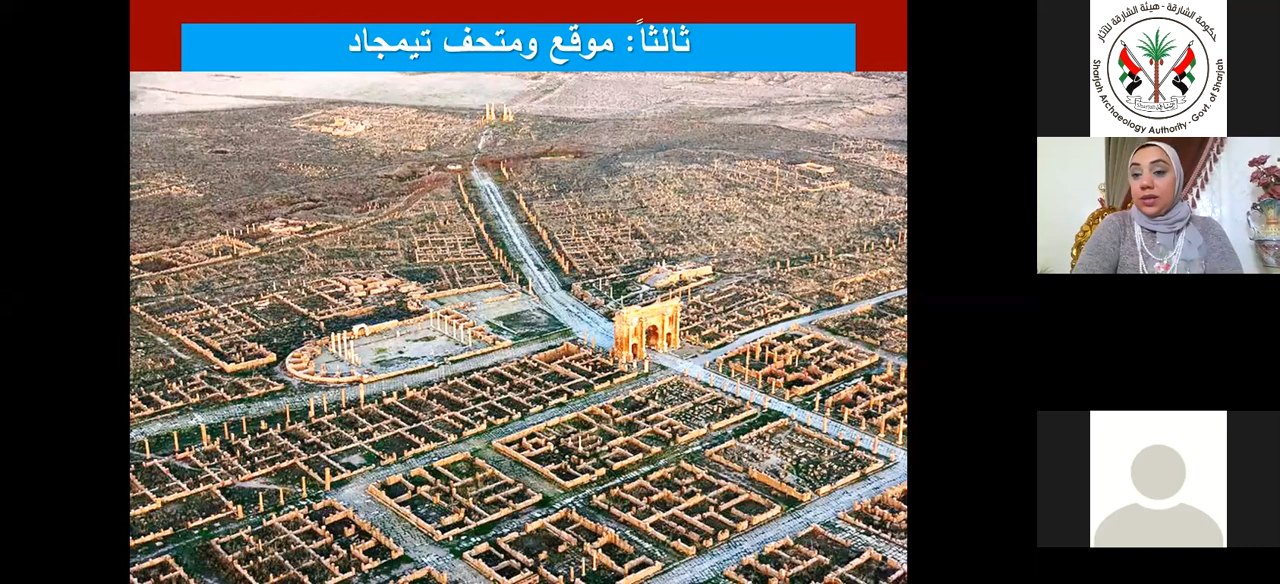 ثالثاً: موقع ومتحف تيمجاد
حكومة الشارقة - هيئة الشارقة للآثار
Sharjah Archaeology Authority - Govt. of Sharjah